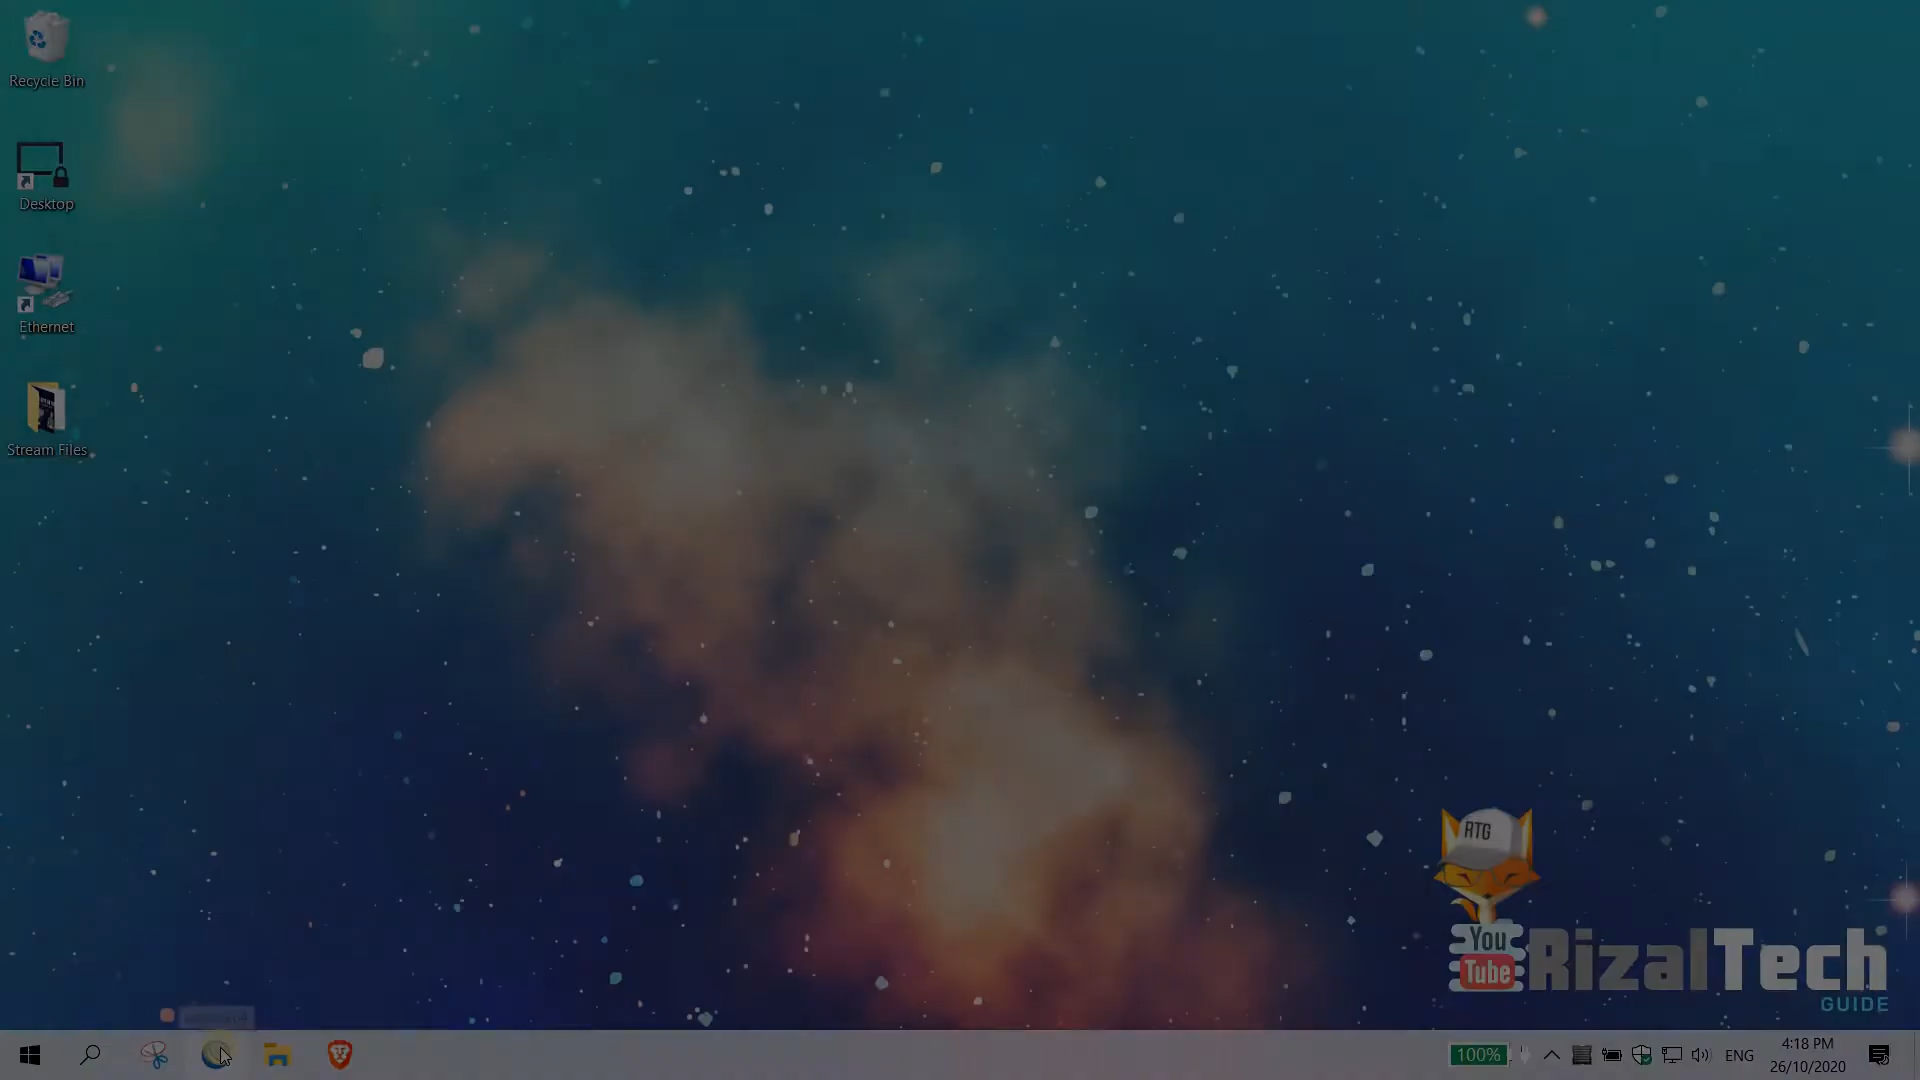 Recycle Bin
Desktop
Ethernet
Stream Files
RTG
You
Tube
RizalTech
GUIDE
100%
ENG
4:18 PM
26/10/2020